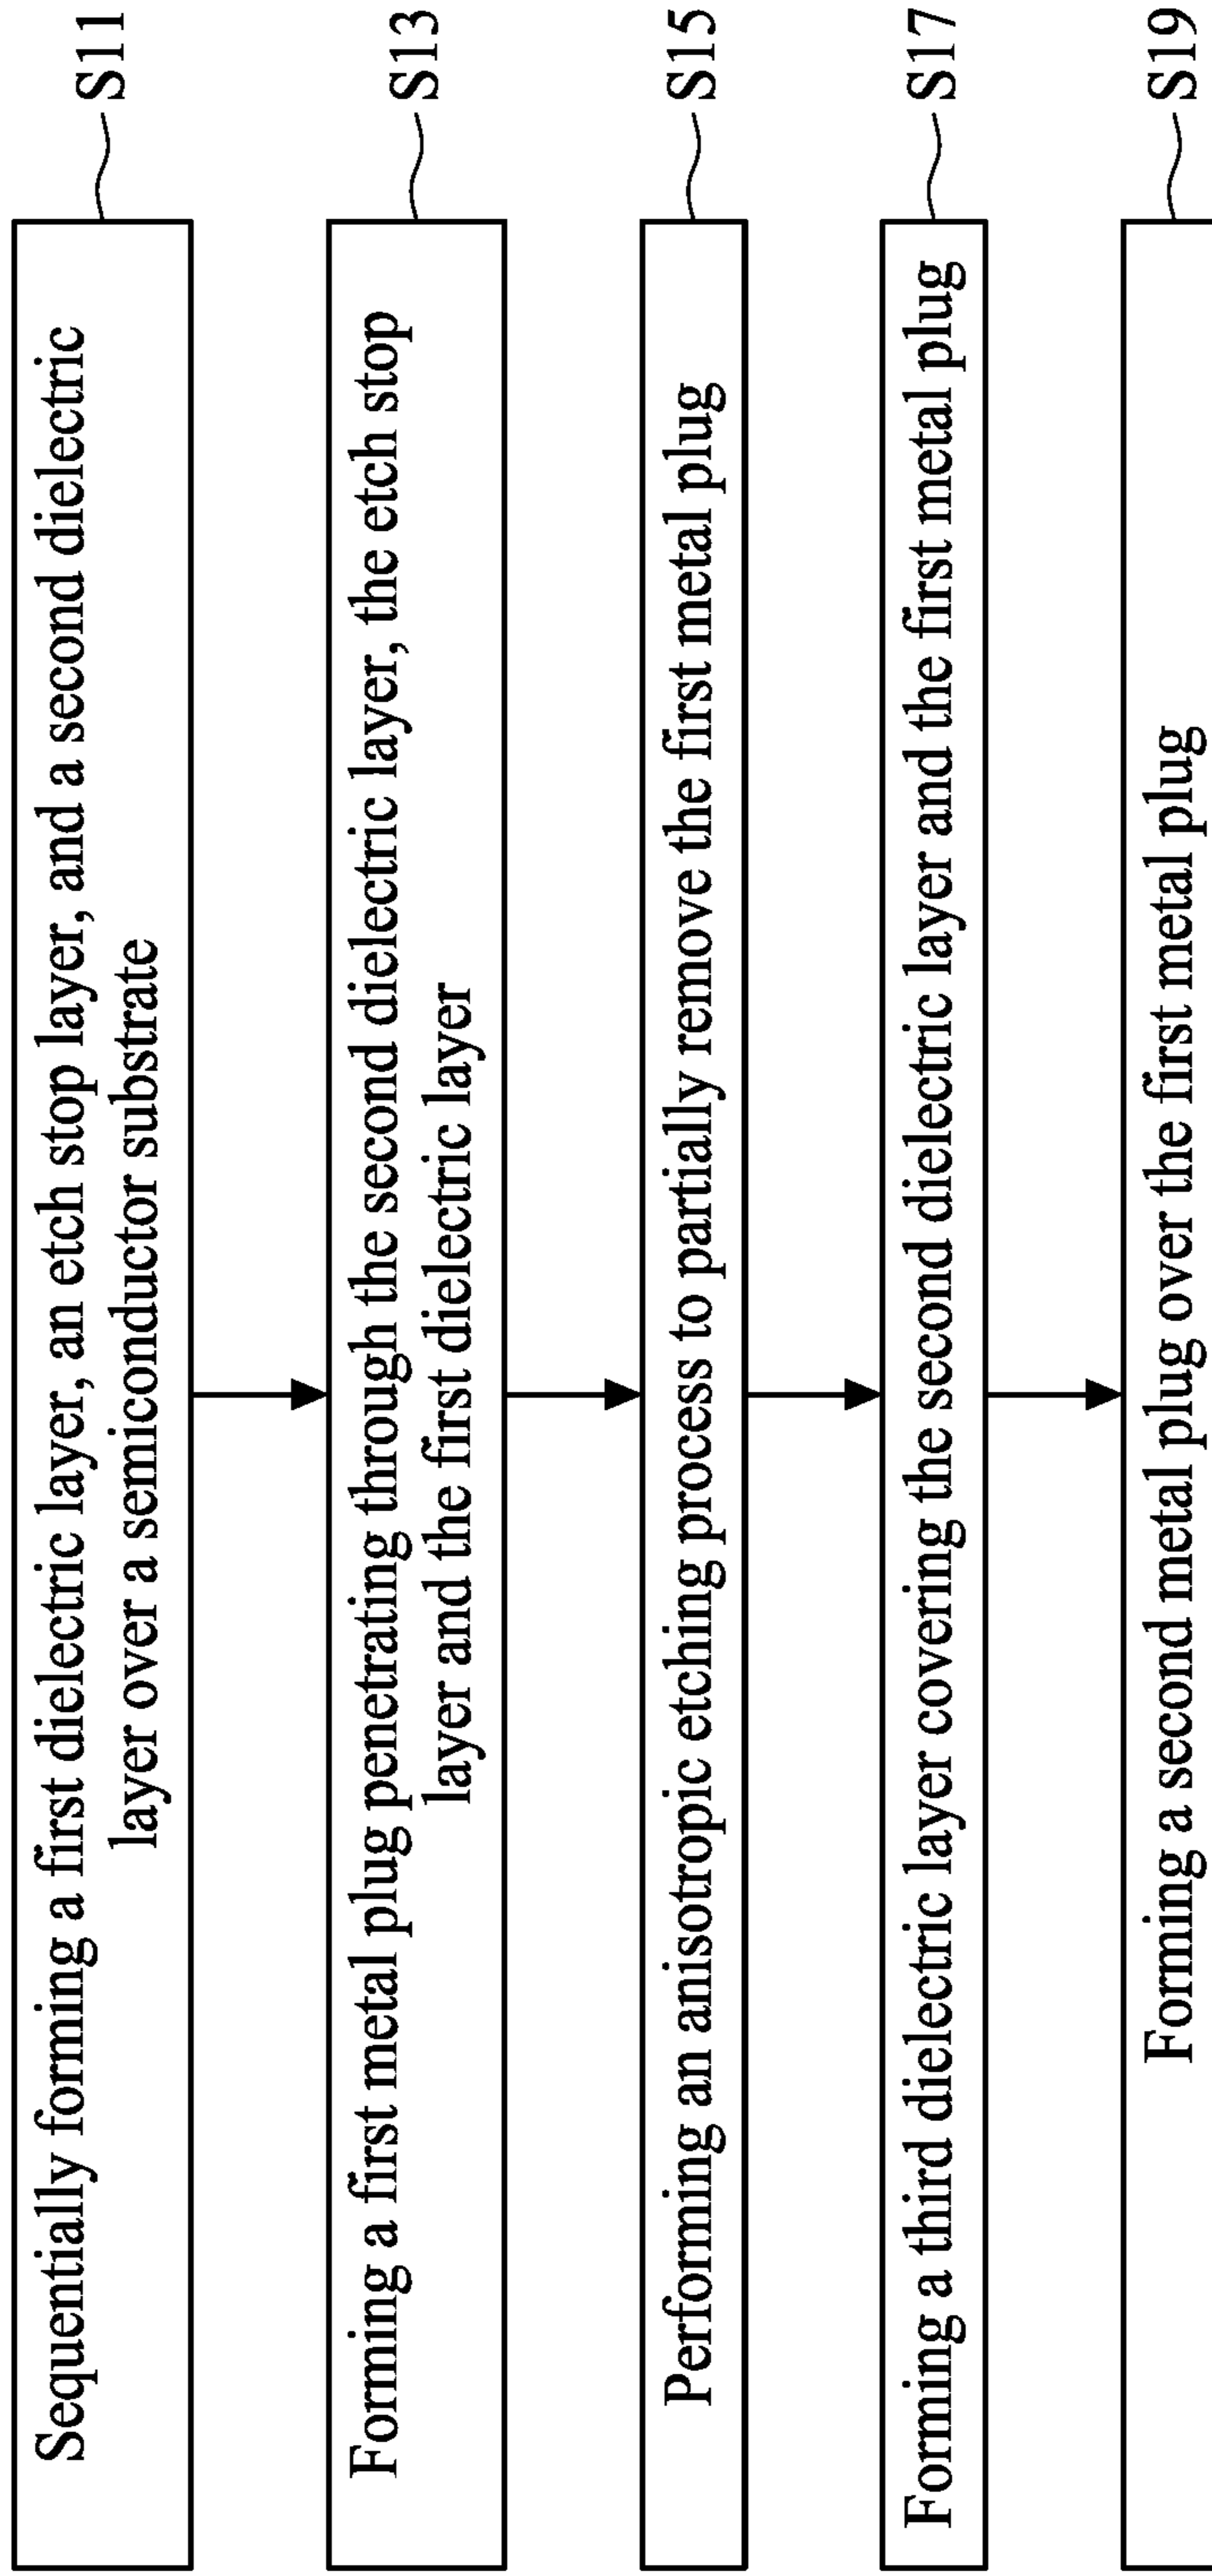 Sequentially forming a first dielectric layer, an etch stop layer, and a second dielectric
layer over a semiconductor substrate
S11
Forming a first metal plug penetrating through the second dielectric layer, the etch stop
layer and the first dielectric layer
S13
Performing an anisotropic etching process to partially remove the first metal plug
S15
Forming a third dielectric layer covering the second dielectric layer and the first metal plug
S17
Forming a second metal plug over the first metal plug
S19